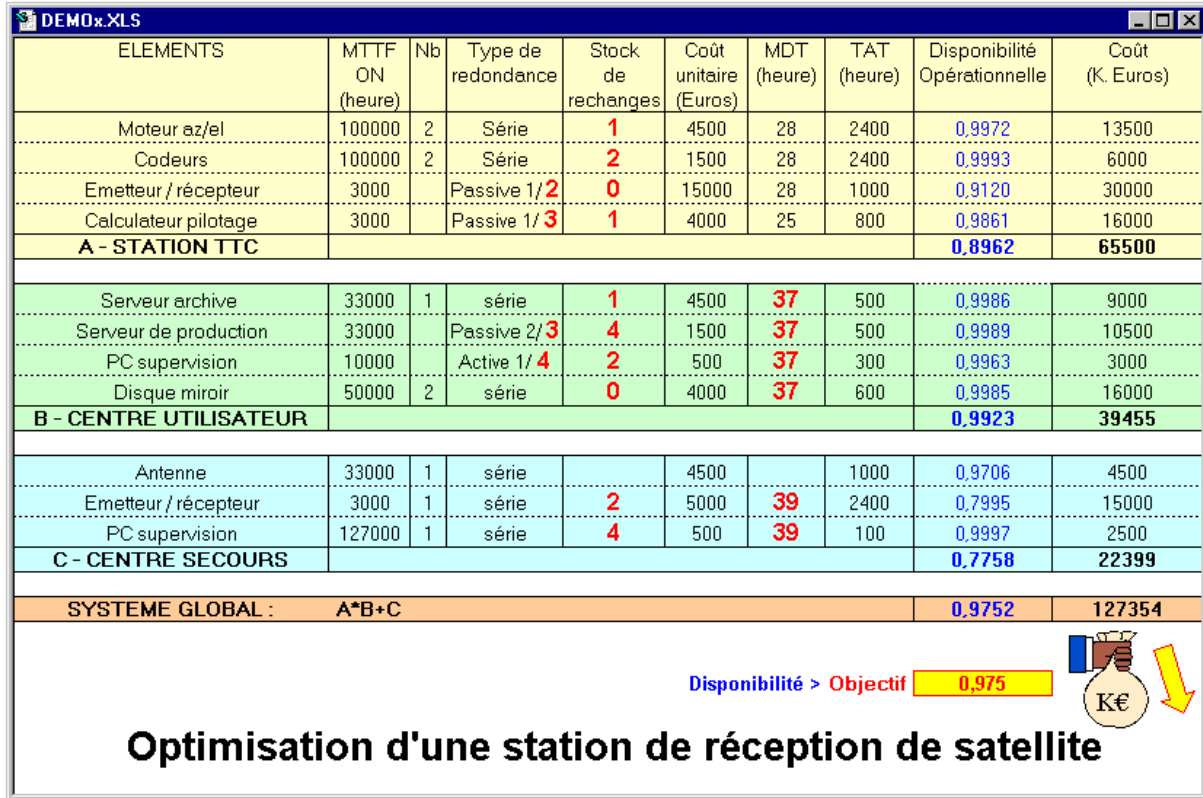 DEMOx.XLS
ELEMENTS MTTF ON (heure) Nb Type de redondance Stock de rechanges Coût unitaire (Euros) MDT (heure) TAT (heure) Disponibilité Opérationnelle Coût (K. Euros)
Moteur az/el 100000 2 Série 1 4500 28 2400 0,9972 13500
Codeurs 100000 2 Série 2 1500 28 2400 0,9993 6000
Emetteur / récepteur 3000 Passive 1/ 2 0 15000 28 1000 0,9120 30000
Calculateur pilotage 3000 Passive 1/ 3 1 4000 25 800 0,9861 16000
A - STATION TTC 0,8962 65500
Serveur archive 33000 1 série 1 4500 37 500 0,9986 9000
Serveur de production 33000 Passive 2/ 3 4 1500 37 500 0,9989 10500
PC supervision 10000 Active 1/ 4 2 500 37 300 0,9963 3000
Disque miroir 50000 2 série 0 4000 37 600 0,9985 16000
B - CENTRE UTILISATEUR 0,9923 39455
Antenne 33000 1 série 4500 1000 0,9706 4500
Emetteur / récepteur 3000 1 série 2 5000 39 2400 0,7995 15000
PC supervision 127000 1 série 4 500 39 100 0,9997 2500
C - CENTRE SECOURS 0,7758 22399
SYSTEME GLOBAL : A*B+C 0,9752 127354
Disponibilité > Objectif 0,975
K€
Optimisation d'une station de réception de satellite